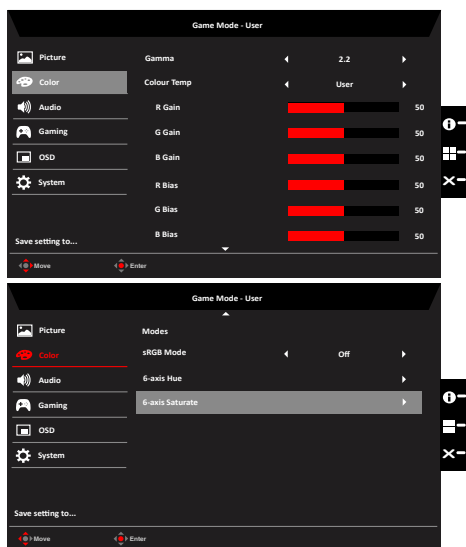 Game Mode - User
Picture Gamma 2.2
Color Colour Temp User
Audio R Gain 50
Gaming G Gain 50
OSD B Gain 50
System R Bias 50
G Bias 50
Save setting to... B Bias 50
Move Enter
Game Mode - User
Picture Modes
Color sRGB Mode Off
Audio 6-axis Hue
Gaming 6-axis Saturate
OSD
System
Save setting to...
Move Enter